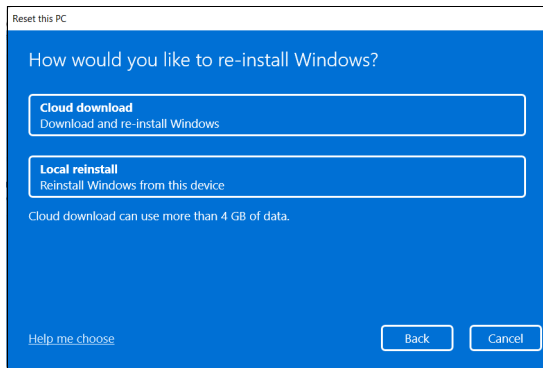 Reset this PC
How would you like to re-install Windows?
Cloud download
Download and re-install Windows
Local reinstall
Reinstall Windows from this device
Cloud download can use more than 4 GB of data.
Help me choose
Back
Cancel